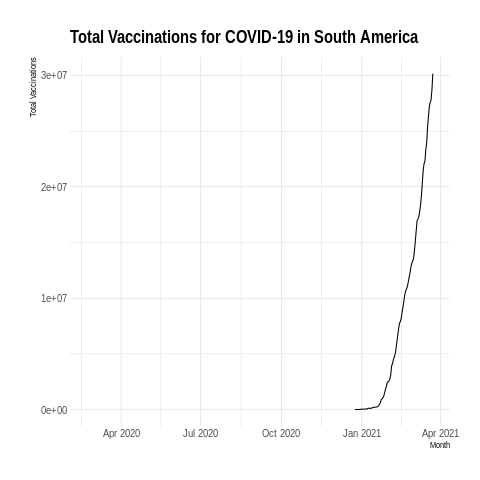 Total Vaccinations for COVID-19 in South America
Total Vaccinations
3e+07
2e+07
1e+07
0e+00
Apr 2020 Jul 2020 Oct 2020 Jan 2021 Apr 2021
Month